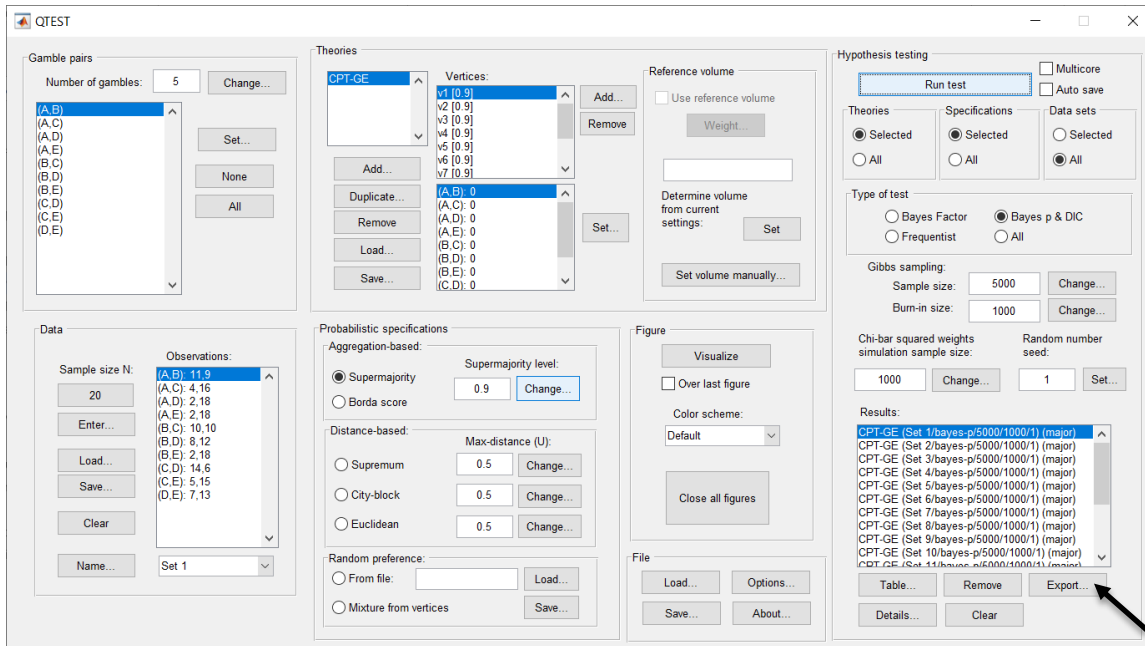 QTEST
Gamble pairs
Number of gambles: 5 Change...
(A,B)
(A,C)
(A,D)
(A,E)
(B,C)
(B,D)
(B,E)
(C,D)
(C,E)
(D,E)
Set...
None
All
Theories
CPT-GE
Add...
Duplicate...
Remove
Load...
Save...
Vertices:
v1 [0.9]
v2 [0.9]
v3 [0.9]
v4 [0.9]
v5 [0.9]
v6 [0.9]
v7 [0.9]
Add...
Remove
(A,B): 0
(A,C): 0
(A,D): 0
(A,E): 0
(B,C): 0
(B,D): 0
(B,E): 0
(C,D): 0
Set...
Reference volume
Use reference volume
Weight...
Determine volume
from current
settings:
Set
Set volume manually...
Hypothesis testing
Run test
Multicore
Auto save
Theories
Selected
All
Specifications
Selected
All
Data sets
Selected
All
Type of test
Bayes Factor
Bayes p & DIC
Frequentist
All
Gibbs sampling:
Sample size: 5000 Change...
Burn-in size: 1000 Change...
Chi-bar squared weights
simulation sample size:
1000 Change...
Random number
seed:
1 Set...
Results:
CPT-GE (Set 1/bayes-p/5000/1000/1) (major)
CPT-GE (Set 2/bayes-p/5000/1000/1) (major)
CPT-GE (Set 3/bayes-p/5000/1000/1) (major)
CPT-GE (Set 4/bayes-p/5000/1000/1) (major)
CPT-GE (Set 5/bayes-p/5000/1000/1) (major)
CPT-GE (Set 6/bayes-p/5000/1000/1) (major)
CPT-GE (Set 7/bayes-p/5000/1000/1) (major)
CPT-GE (Set 8/bayes-p/5000/1000/1) (major)
CPT-GE (Set 9/bayes-p/5000/1000/1) (major)
CPT-GE (Set 10/bayes-p/5000/1000/1) (major)
CPT-GE (Set 11/bayes-p/5000/1000/1) (major)
Table... Remove Export...
Details... Clear
Data
Sample size N:
20
Enter...
Load...
Save...
Clear
Name... Set 1
Observations:
(A,B): 11,9
(A,C): 4,16
(A,D): 2,18
(A,E): 2,18
(B,C): 10,10
(B,D): 8,12
(B,E): 2,18
(C,D): 14,6
(C,E): 5,15
(D,E): 7,13
Probabilistic specifications
Aggregation-based:
Supermajority level:
Supermajority 0.9 Change...
Borda score
Distance-based:
Max-distance (U):
Supremum 0.5 Change...
City-block 0.5 Change...
Euclidean 0.5 Change...
Random preference:
From file: Load...
Mixture from vertices Save...
Figure
Visualize
Over last figure
Color scheme:
Default
Close all figures
File
Load... Options...
Save... About...